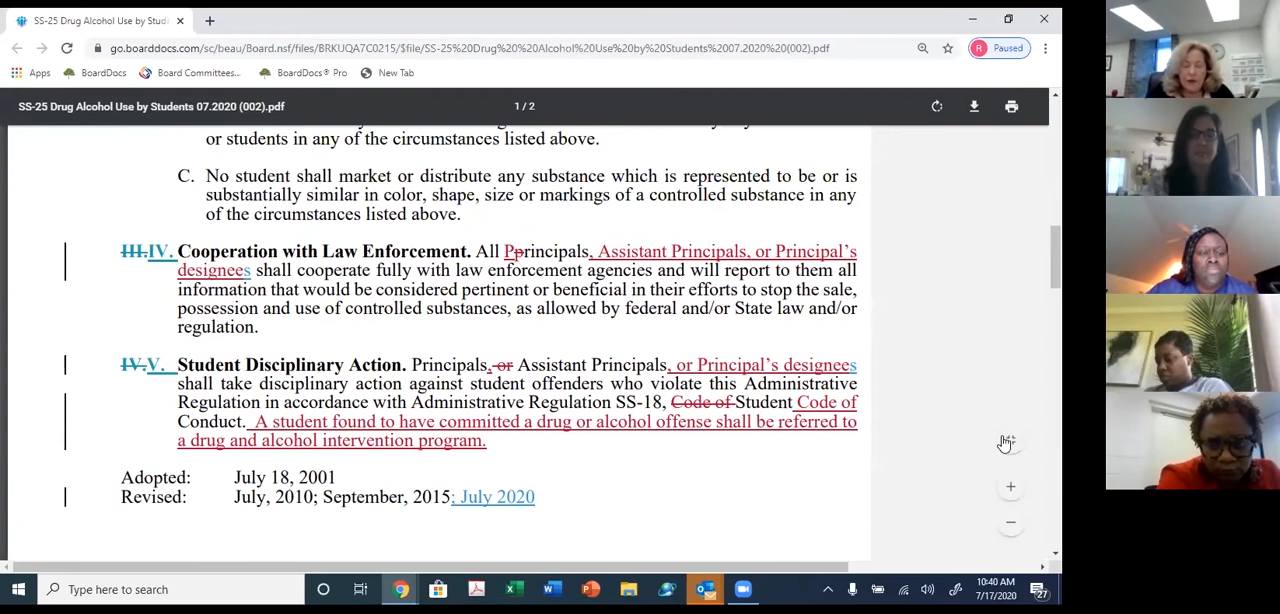 SS-25 Drug Alcohol Use by Stude
Paused
go.boarddocs.com/sc/beau/Board.nsf/files/BRKUQA7C0215/$file/SS-25%20Drug%20%20Alcohol%20Use%20by%20Students%2007.2020%20(002).pdf
R Paused
Apps BoardDocs Board Committees... BoardDocs® Pro New Tab
SS-25 Drug Alcohol Use by Students 07.2020 (002).pdf 1 / 2
or students in any of the circumstances listed above.
C. No student shall market or distribute any substance which is represented to be or is
substantially similar in color, shape, size or markings of a controlled substance in any
of the circumstances listed above.
III.IV. Cooperation with Law Enforcement. All Pprincipals, Assistant Principals, or Principal's
designees shall cooperate fully with law enforcement agencies and will report to them all
information that would be considered pertinent or beneficial in their efforts to stop the sale,
possession and use of controlled substances, as allowed by federal and/or State law and/or
regulation.
IV.V. Student Disciplinary Action. Principals, or Assistant Principals, or Principal's designees
shall take disciplinary action against student offenders who violate this Administrative
Regulation in accordance with Administrative Regulation SS-18, Code of Student Code of
Conduct. A student found to have committed a drug or alcohol offense shall be referred to
a drug and alcohol intervention program.
Adopted: July 18, 2001
Revised: July, 2010; September, 2015; July 2020
Type here to search
10:40 AM
7/17/2020
27